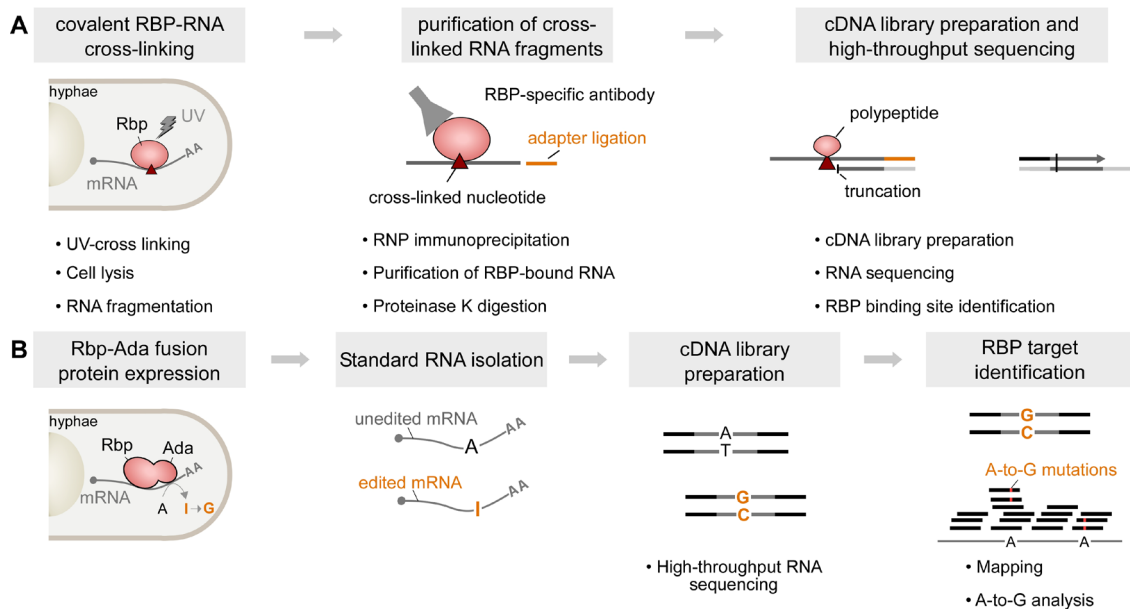 A
covalent RBP-RNA
cross-linking
purification of cross-
linked RNA fragments
cDNA library preparation and
high-throughput sequencing
hyphae
Rbp
UV
AA
mRNA
RBP-specific antibody
adapter ligation
cross-linked nucleotide
polypeptide
truncation
• UV-cross linking
• Cell lysis
• RNA fragmentation
• RNP immunoprecipitation
• Purification of RBP-bound RNA
• Proteinase K digestion
• cDNA library preparation
• RNA sequencing
• RBP binding site identification
B
Rbp-Ada fusion
protein expression
Standard RNA isolation
cDNA library
preparation
RBP target
identification
hyphae
Rbp
Ada
AA
mRNA
A
I→G
unedited mRNA
AA
A
edited mRNA
AA
I
A
T
G
C
• High-throughput RNA
sequencing
G
C
A-to-G mutations
A
A
• Mapping
• A-to-G analysis